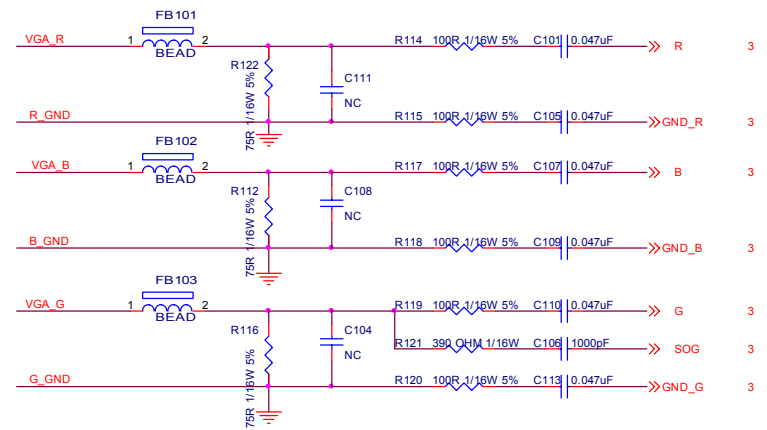 FB101
VGA_R 1 2 R114 100R 1/16W 5% C101 0.047uF R 3
BEAD
R122 75R 1/16W 5%
C111
NC
R_GND R115 100R 1/16W 5% C105 0.047uF GND_R 3
FB102
VGA_B 1 2 R117 100R 1/16W 5% C107 0.047uF B 3
BEAD
R112 75R 1/16W 5%
C108
NC
B_GND R118 100R 1/16W 5% C109 0.047uF GND_B 3
FB103
VGA_G 1 2 R119 100R 1/16W 5% C110 0.047uF G 3
BEAD
R116 75R 1/16W 5%
C104
NC
R121 390 OHM 1/16W C106 1000pF SOG 3
G_GND R120 100R 1/16W 5% C113 0.047uF GND_G 3